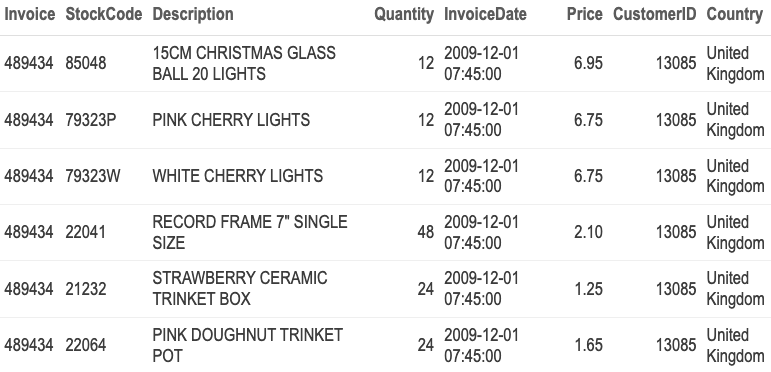 Invoice StockCode Description Quantity InvoiceDate Price CustomerID Country
489434 85048 15CM CHRISTMAS GLASS BALL 20 LIGHTS 12 2009-12-01 07:45:00 6.95 13085 United Kingdom
489434 79323P PINK CHERRY LIGHTS 12 2009-12-01 07:45:00 6.75 13085 United Kingdom
489434 79323W WHITE CHERRY LIGHTS 12 2009-12-01 07:45:00 6.75 13085 United Kingdom
489434 22041 RECORD FRAME 7" SINGLE SIZE 48 2009-12-01 07:45:00 2.10 13085 United Kingdom
489434 21232 STRAWBERRY CERAMIC TRINKET BOX 24 2009-12-01 07:45:00 1.25 13085 United Kingdom
489434 22064 PINK DOUGHNUT TRINKET POT 24 2009-12-01 07:45:00 1.65 13085 United Kingdom